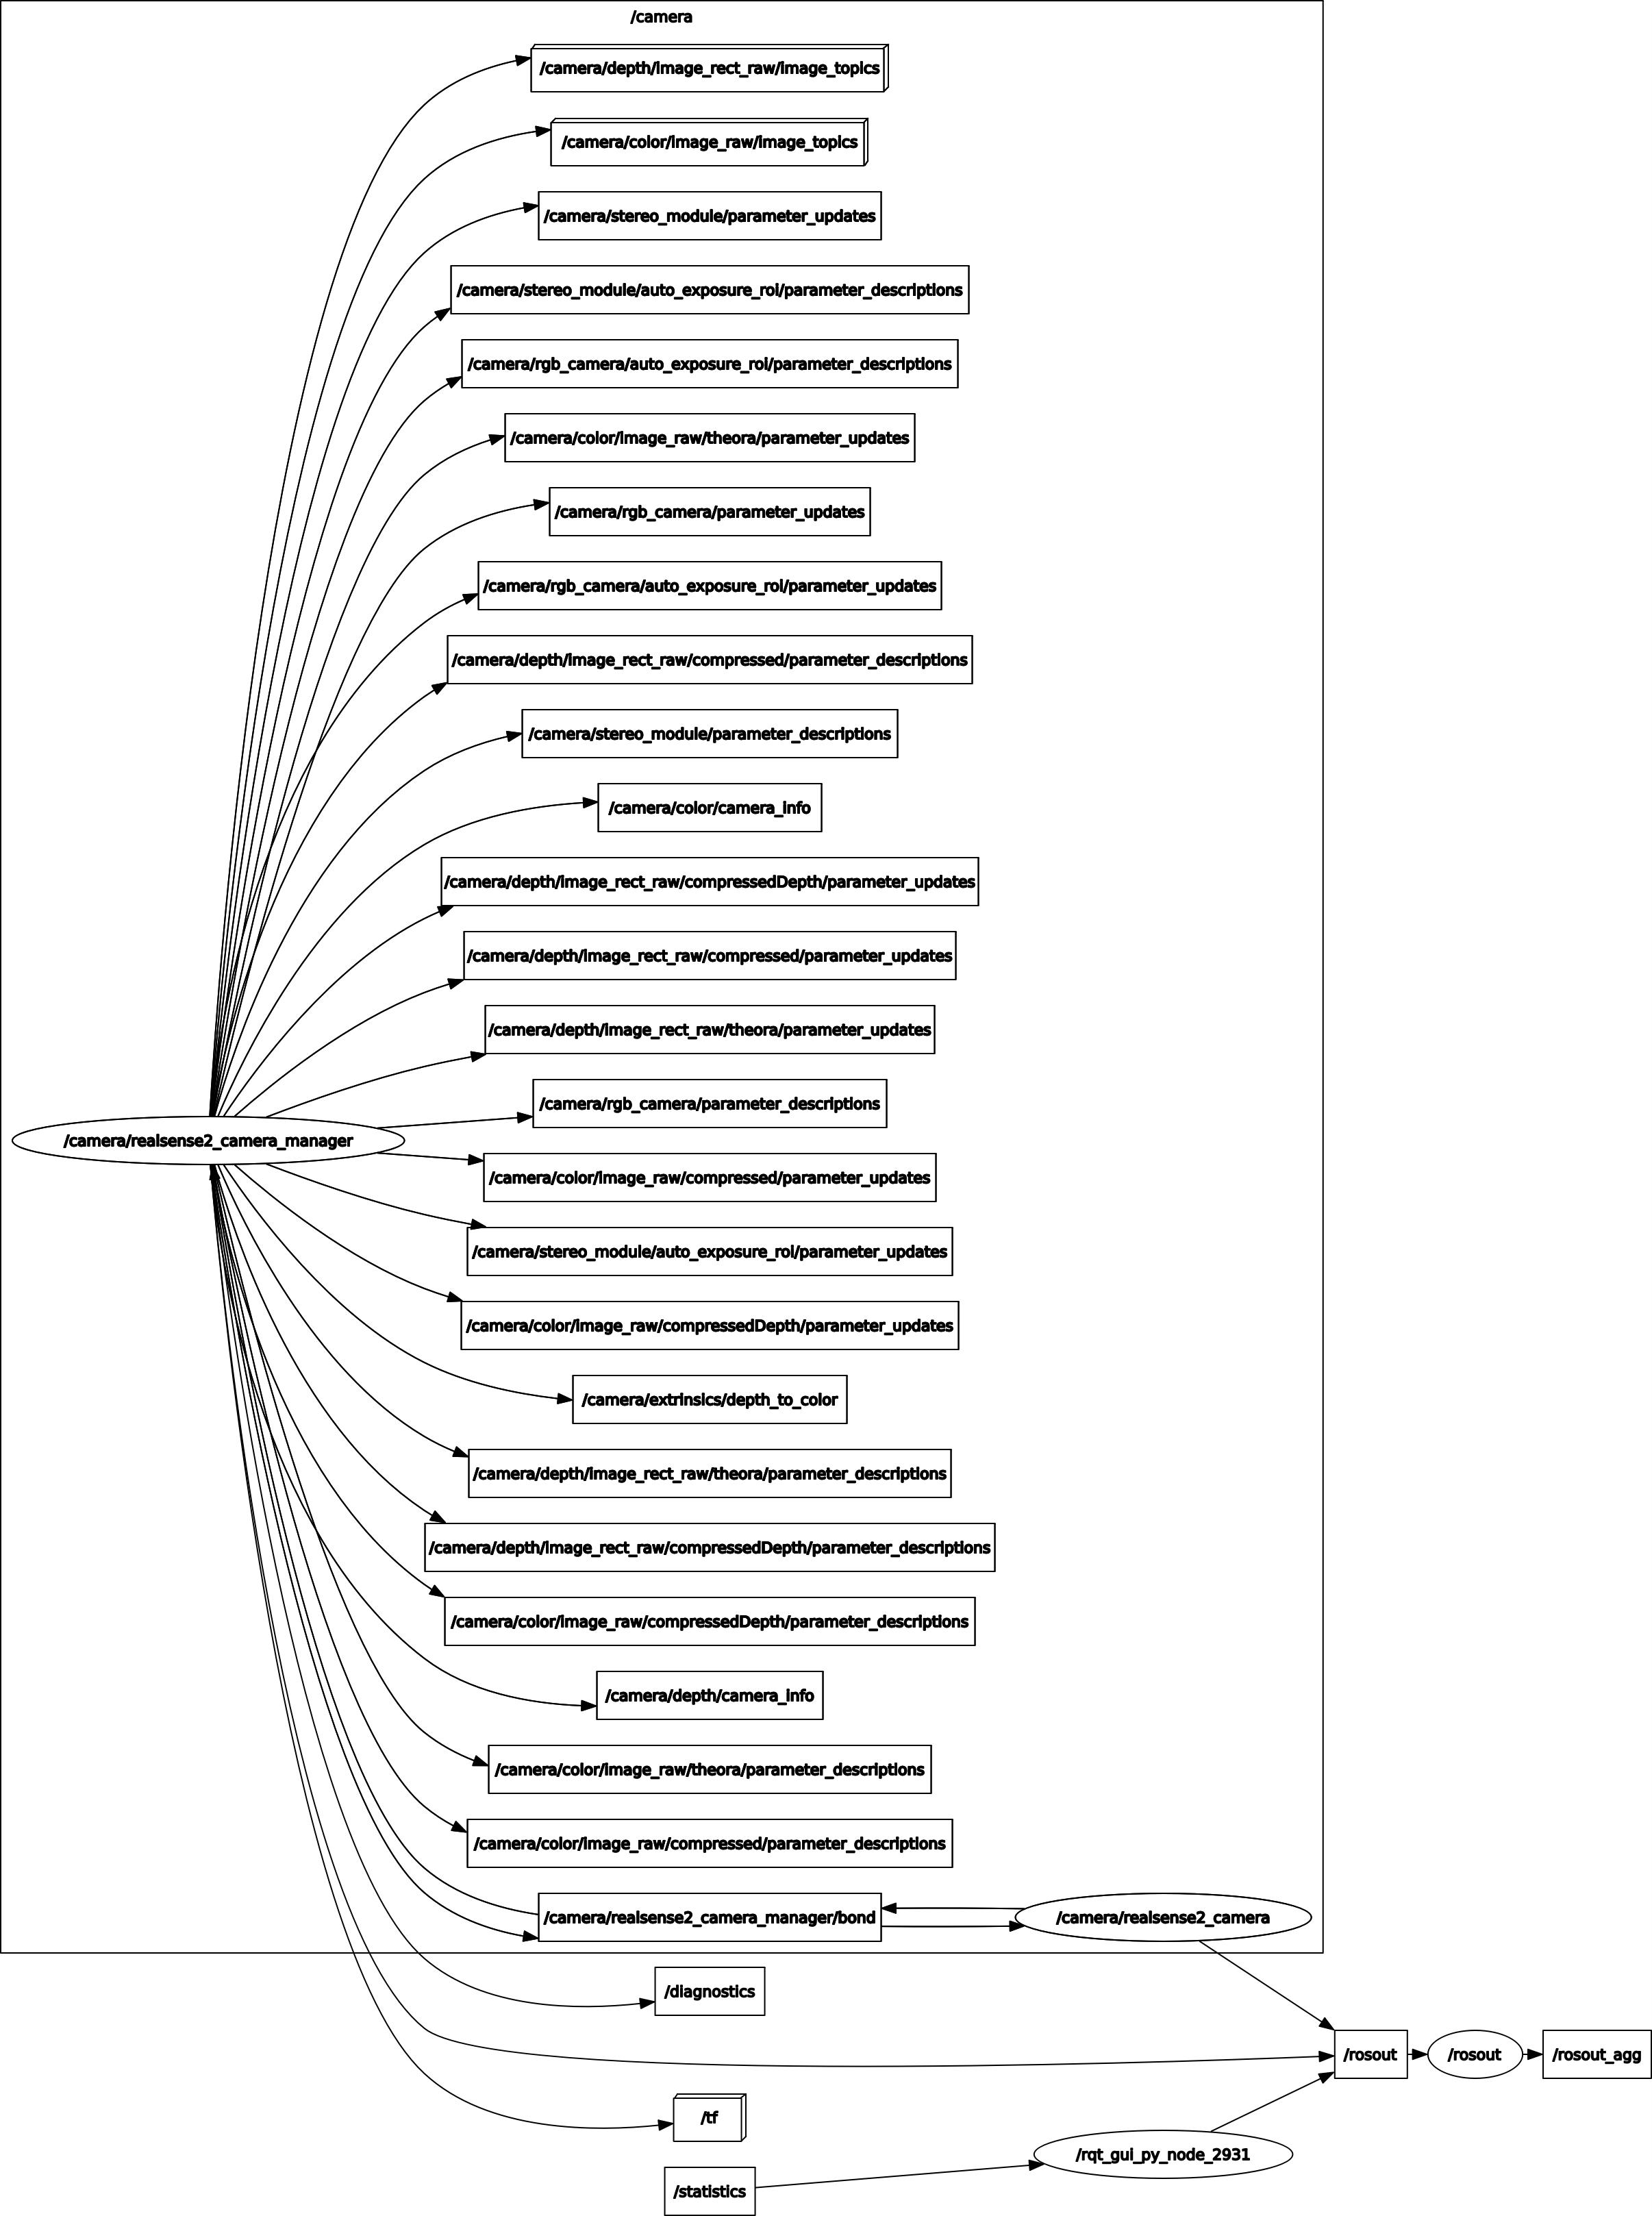 /camera
/camera/depth/image_rect_raw/image_topics
/camera/color/image_raw/image_topics
/camera/stereo_module/parameter_updates
/camera/stereo_module/auto_exposure_roi/parameter_descriptions
/camera/rgb_camera/auto_exposure_roi/parameter_descriptions
/camera/color/image_raw/theora/parameter_updates
/camera/rgb_camera/parameter_updates
/camera/rgb_camera/auto_exposure_roi/parameter_updates
/camera/depth/image_rect_raw/compressed/parameter_descriptions
/camera/stereo_module/parameter_descriptions
/camera/color/camera_info
/camera/depth/image_rect_raw/compressedDepth/parameter_updates
/camera/depth/image_rect_raw/compressed/parameter_updates
/camera/depth/image_rect_raw/theora/parameter_updates
/camera/rgb_camera/parameter_descriptions
/camera/realsense2_camera_manager
/camera/color/image_raw/compressed/parameter_updates
/camera/stereo_module/auto_exposure_roi/parameter_updates
/camera/color/image_raw/compressedDepth/parameter_updates
/camera/extrinsics/depth_to_color
/camera/depth/image_rect_raw/theora/parameter_descriptions
/camera/depth/image_rect_raw/compressedDepth/parameter_descriptions
/camera/color/image_raw/compressedDepth/parameter_descriptions
/camera/depth/camera_info
/camera/color/image_raw/theora/parameter_descriptions
/camera/color/image_raw/compressed/parameter_descriptions
/camera/realsense2_camera_manager/bond
/camera/realsense2_camera
/diagnostics
/rosout
/rosout
/rosout_agg
/tf
/rqt_gui_py_node_2931
/statistics